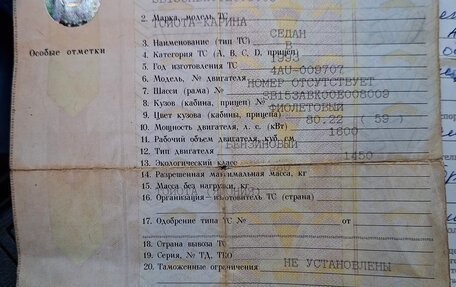 2. Марка, модель ТС
ТОЙОТА-КАРИНА
3. Наименование (тип ТС) СЕДАН
Особые отметки
4. Категория ТС (А, В, С, D, прицеп) В
5. Год изготовления ТС 1993
6. Модель, № двигателя 4AU-009707
7. Шасси (рама) № НОМЕР ОТСУТСТВУЕТ
8. Кузов (кабина, прицеп) № SB153ABK00E008009
9. Цвет кузова (кабины, прицепа) ФИОЛЕТОВЫЙ
10. Мощность двигателя, л. с. (кВт) 80.22 ( 59 )
11. Рабочий объем двигателя, куб. см 1600
12. Тип двигателя БЕНЗИНОВЫЙ
13. Экологический класс
14. Разрешенная максимальная масса, кг 1450
15. Масса без нагрузки, кг
16. Организация-изготовитель ТС (страна)
ТОЙОТА
17. Одобрение типа ТС № от
18. Страна вывоза ТС
19. Серия, № ТД, ТПО
20. Таможенные ограничения НЕ УСТАНОВЛЕНЫ